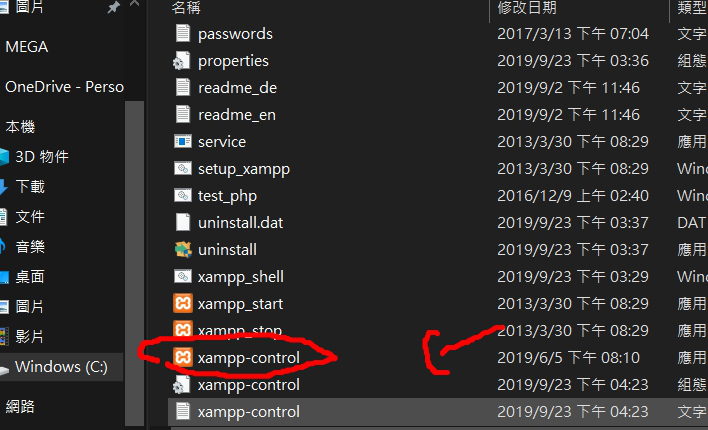 名稱 修改日期 類型
圖片
MEGA
OneDrive - Perso
本機
3D 物件
下載
文件
音樂
桌面
圖片
影片
Windows (C:)
網路
passwords 2017/3/13 下午 07:04 文字
properties 2019/9/23 下午 03:36 組態
readme_de 2019/9/2 下午 11:46 文字
readme_en 2019/9/2 下午 11:46 文字
service 2013/3/30 下午 08:29 應用
setup_xampp 2013/3/30 下午 08:29 Wind
test_php 2016/12/9 上午 02:40 Wind
uninstall.dat 2019/9/23 下午 03:37 DAT
uninstall 2019/9/23 下午 03:37 應用
xampp_shell 2019/9/23 下午 03:29 Wind
xampp_start 2013/3/30 下午 08:29 應用
xampp_stop 2013/3/30 下午 08:29 應用
xampp-control 2019/6/5 下午 08:10 應用
xampp-control 2019/9/23 下午 04:23 組態
xampp-control 2019/9/23 下午 04:23 文字